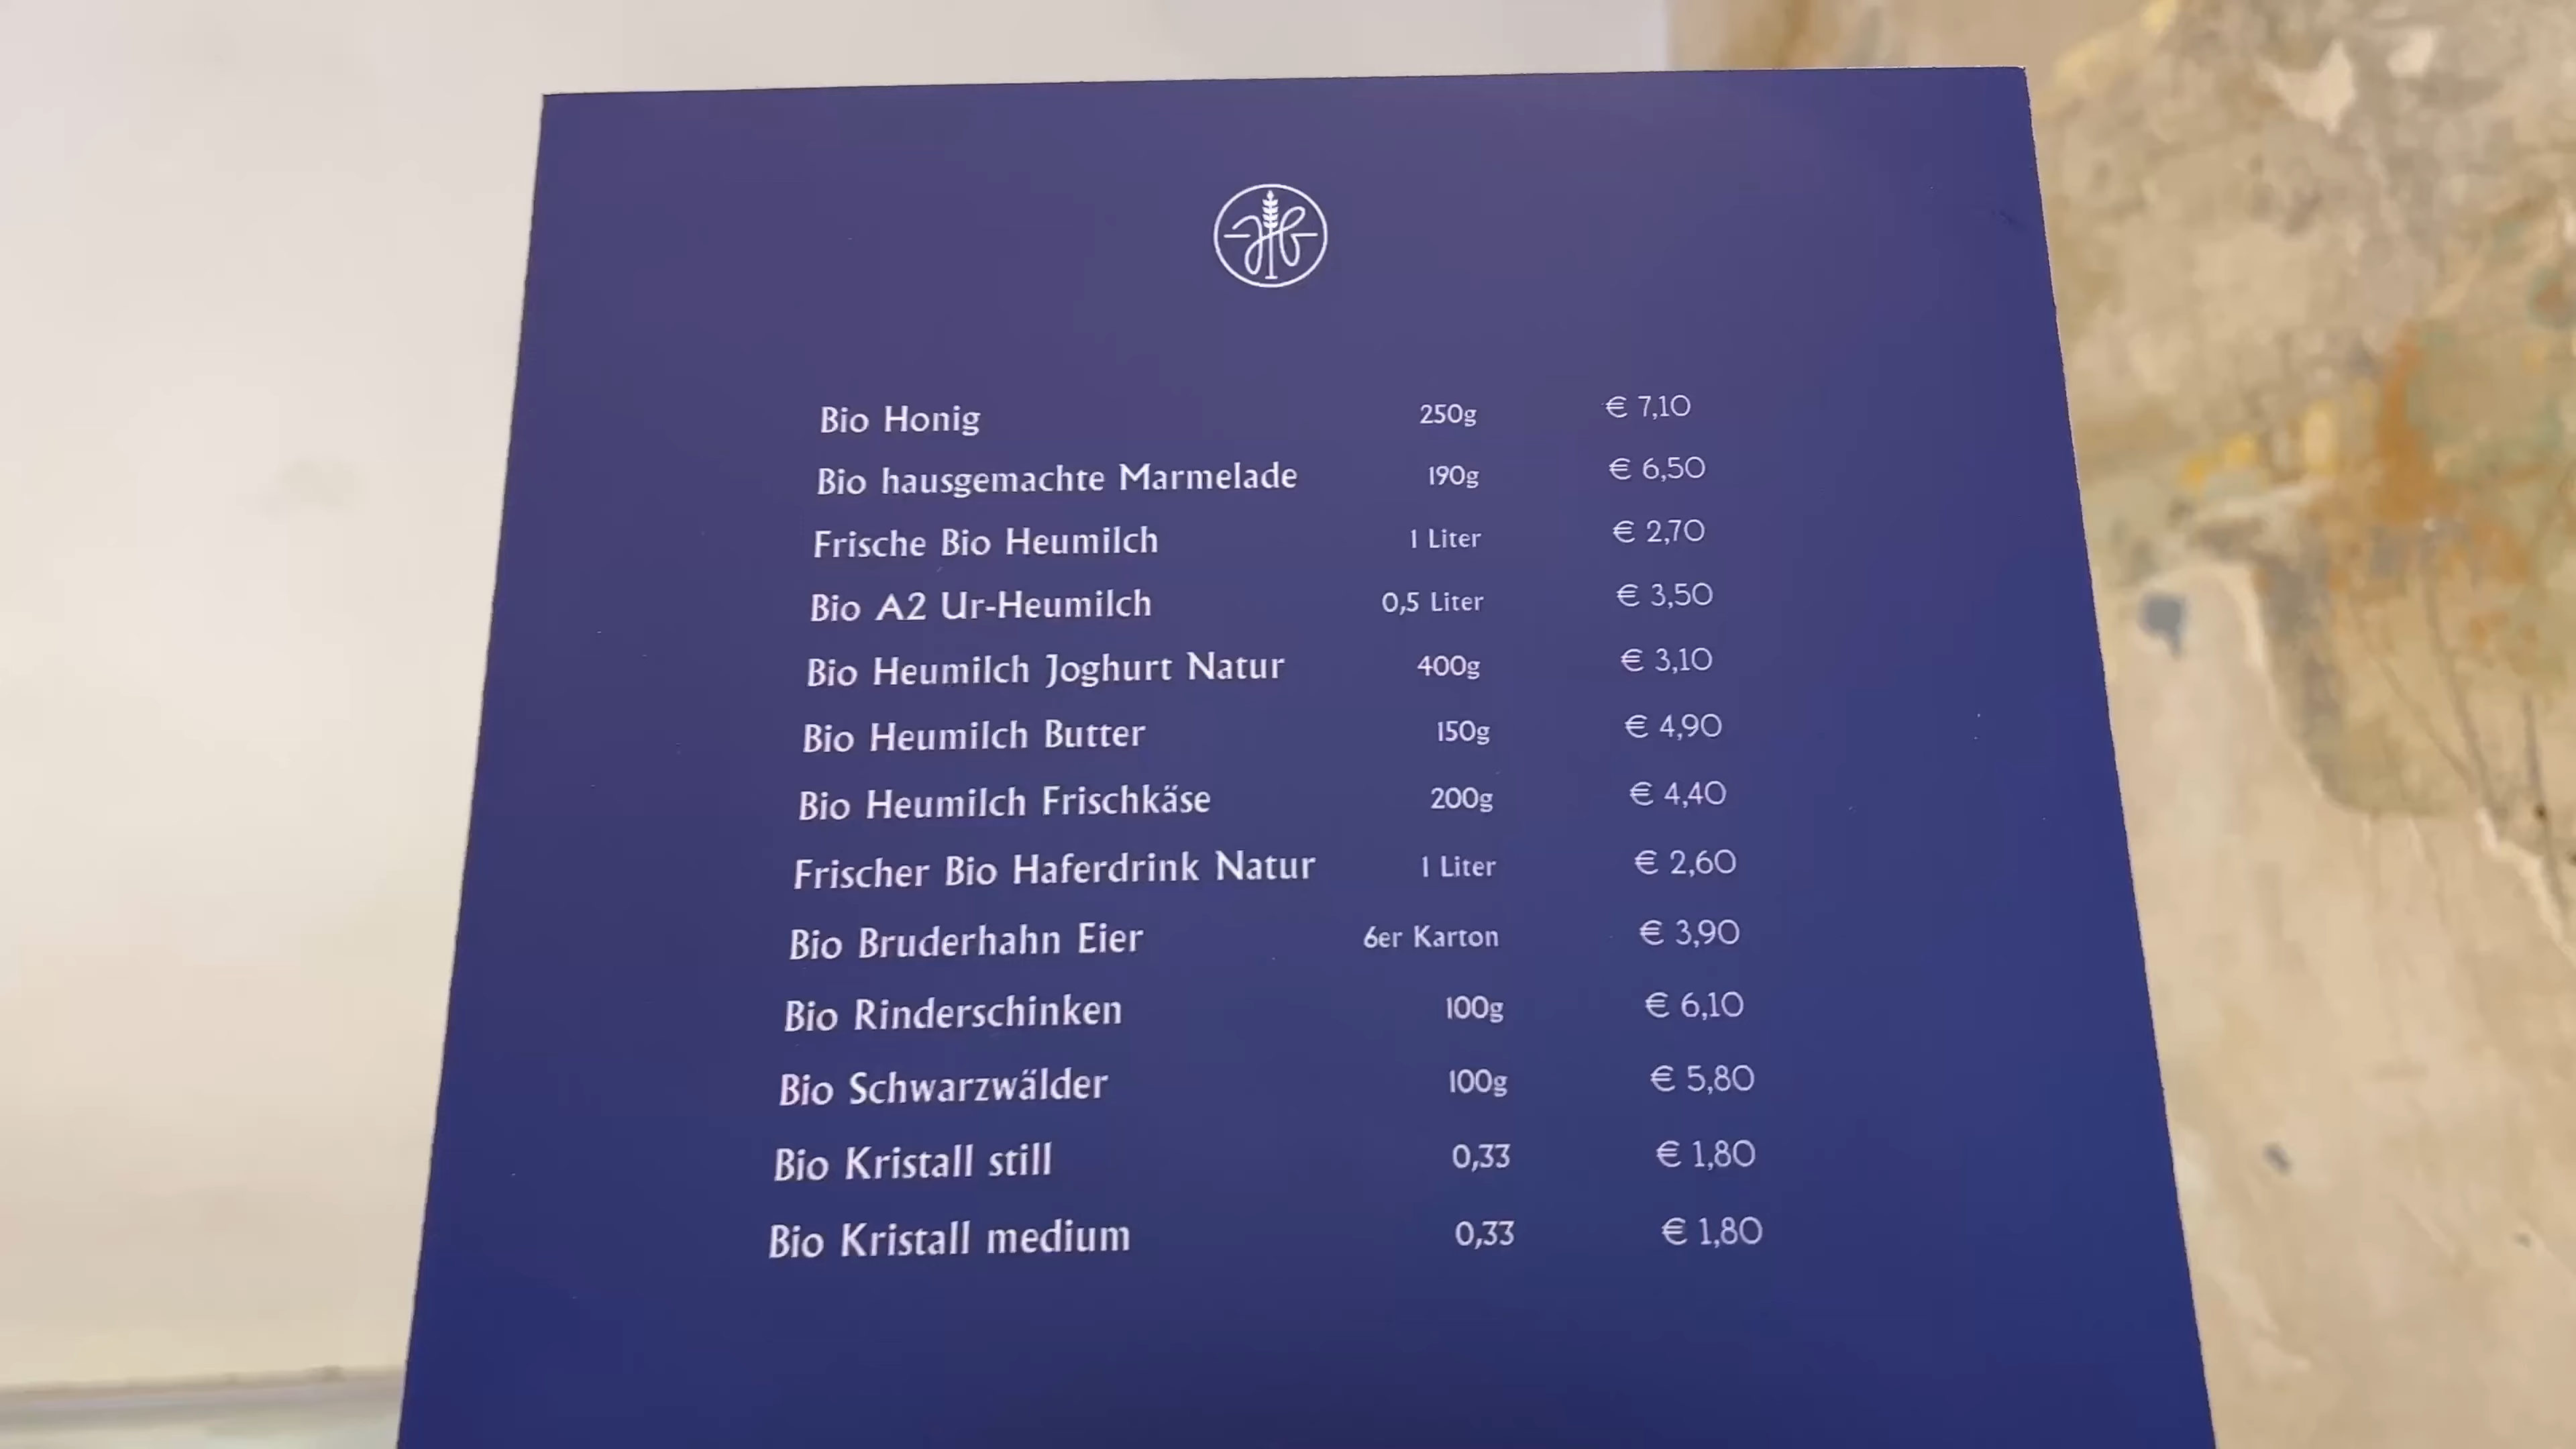 Bio Honig 250g € 7,10
Bio hausgemachte Marmelade 190g € 6,50
Frische Bio Heumilch 1 Liter € 2,70
Bio A2 Ur-Heumilch 0,5 Liter € 3,50
Bio Heumilch Joghurt Natur 400g € 3,10
Bio Heumilch Butter 150g € 4,90
Bio Heumilch Frischkäse 200g € 4,40
Frischer Bio Haferdrink Natur 1 Liter € 2,60
Bio Bruderhahn Eier 6er Karton € 3,90
Bio Rinderschinken 100g € 6,10
Bio Schwarzwälder 100g € 5,80
Bio Kristall still 0,33 € 1,80
Bio Kristall medium 0,33 € 1,80